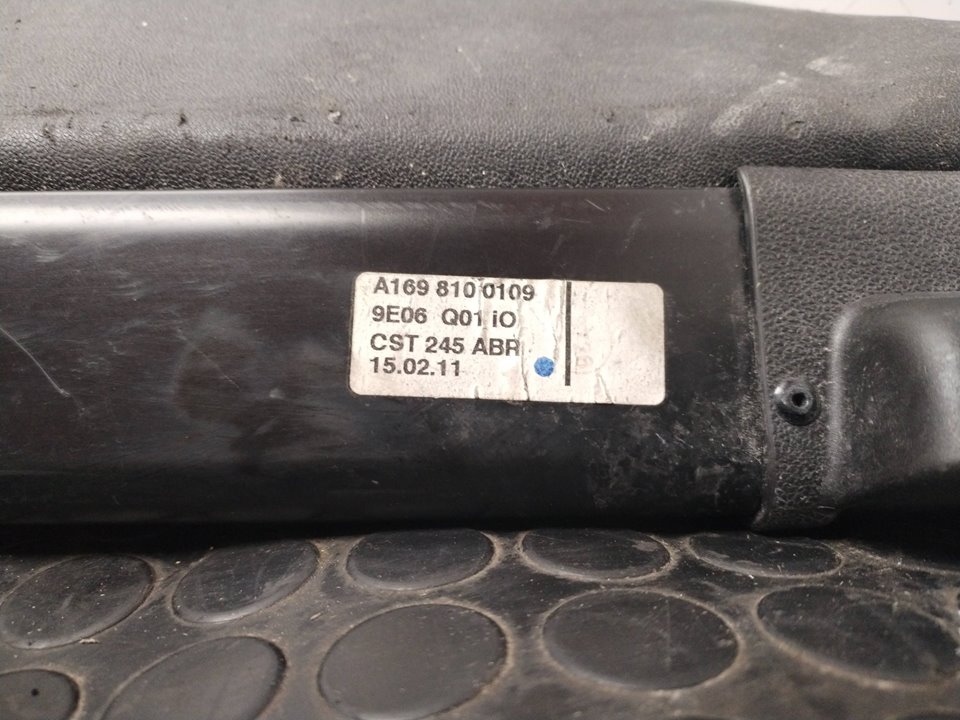 A169 810 0109
9E06 Q01 iO
CST 245 ABR
15.02.11